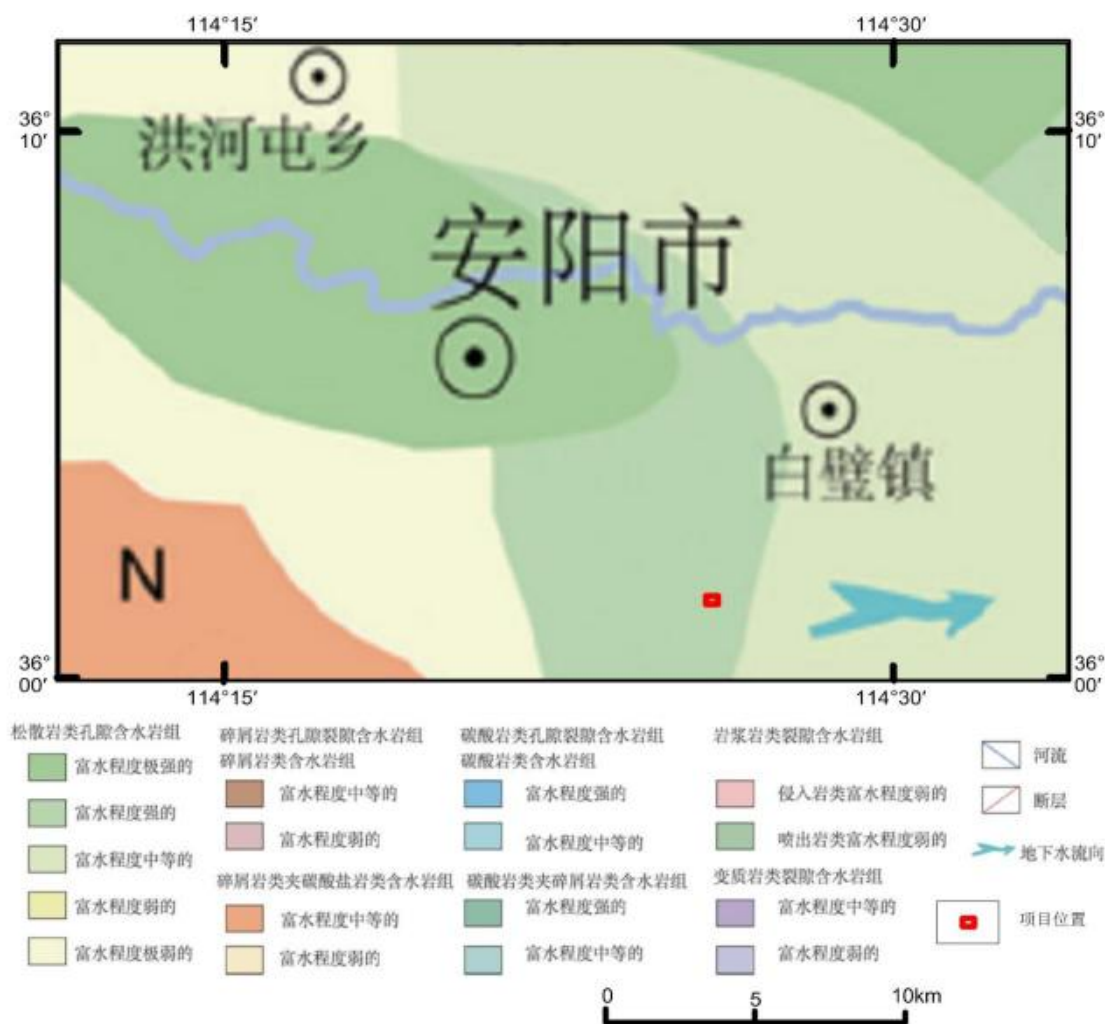 114°15′ 114°30′
36°10′ 36°10′
洪河屯乡
安阳市
白璧镇
N
36°00′ 36°00′
114°15′ 114°30′
松散岩类孔隙含水岩组
富水程度极强的
富水程度强的
富水程度中等的
富水程度弱的
富水程度极弱的
碎屑岩类孔隙裂隙含水岩组
碎屑岩类含水岩组
富水程度中等的
富水程度弱的
碎屑岩类夹碳酸盐岩类含水岩组
富水程度中等的
富水程度弱的
碳酸岩类孔隙裂隙含水岩组
碳酸岩类含水岩组
富水程度强的
富水程度中等的
碳酸岩类夹碎屑岩类含水岩组
富水程度强的
富水程度中等的
岩浆岩类裂隙含水岩组
侵入岩类富水程度弱的
喷出岩类富水程度弱的
变质岩类裂隙含水岩组
富水程度中等的
富水程度弱的
河流
断层
地下水流向
项目位置
0 5 10km